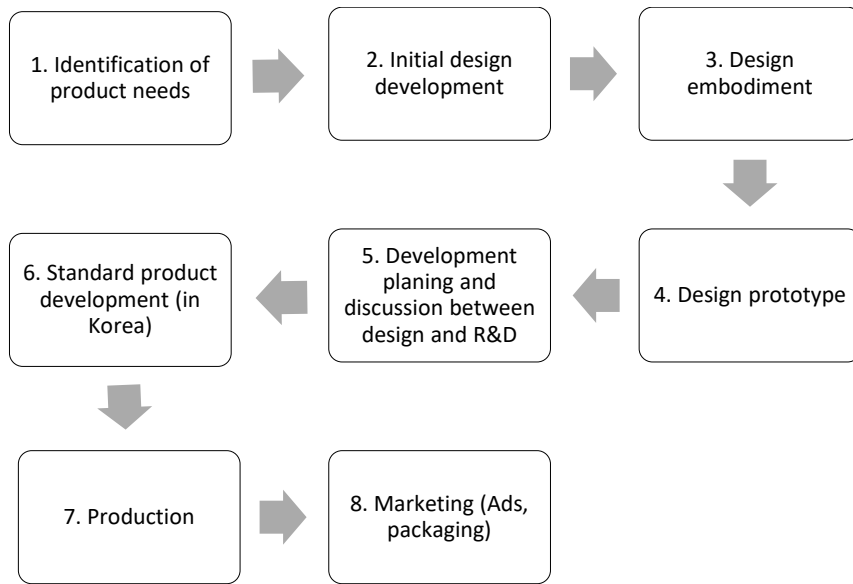 1. Identification of
product needs
2. Initial design
development
3. Design
embodiment
4. Design prototype
5. Development
planing and
discussion between
design and R&D
6. Standard product
development (in
Korea)
7. Production
8. Marketing (Ads,
packaging)